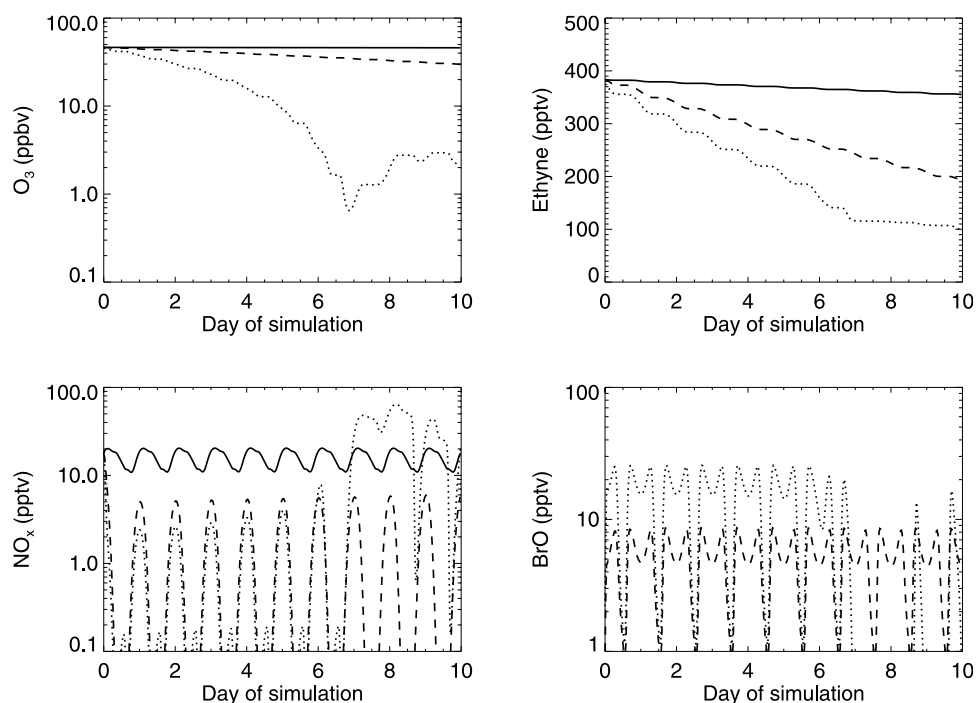 100.0
10.0
1.0
0.1
O₃ (ppbv)
0 2 4 6 8 10
Day of simulation
500
400
300
200
100
0
Ethyne (pptv)
0 2 4 6 8 10
Day of simulation
100.0
10.0
1.0
0.1
NOₓ (pptv)
0 2 4 6 8 10
Day of simulation
100
10
1
BrO (pptv)
0 2 4 6 8 10
Day of simulation